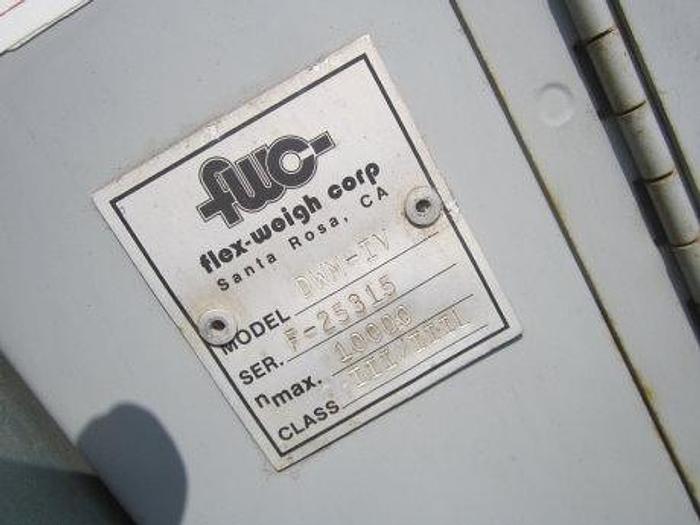 fwc
flex-weigh corp
Santa Rosa, CA
MODEL DWM-IV
SER. F-25315
nmax. 10000
CLASS III/IIIL